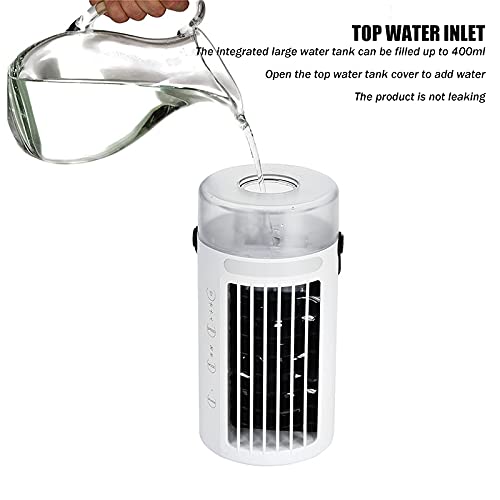 TOP WATER INLET
The integrated large water tank can be filled up to 400ml
Open the top water tank cover to add water
The product is not leaking